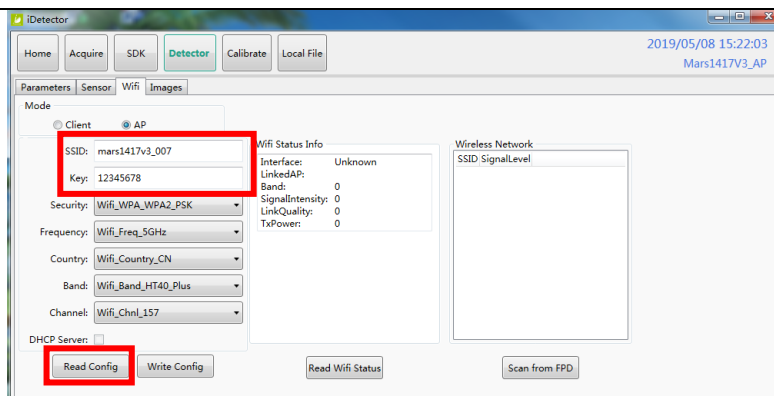 iDetector
Home Acquire SDK Detector Calibrate Local File
2019/05/08 15:22:03
Mars1417V3_AP
Parameters Sensor Wifi Images
Mode
Client AP
SSID: mars1417v3_007
Key: 12345678
Security: Wifi_WPA_WPA2_PSK
Frequency: Wifi_Freq_5GHz
Country: Wifi_Country_CN
Band: Wifi_Band_HT40_Plus
Channel: Wifi_Chnl_157
DHCP Server:
Read Config Write Config
Wifi Status Info
Interface: Unknown
LinkedAP:
Band: 0
SignalIntensity: 0
LinkQuality: 0
TxPower: 0
Read Wifi Status
Wireless Network
SSID SignalLevel
Scan from FPD